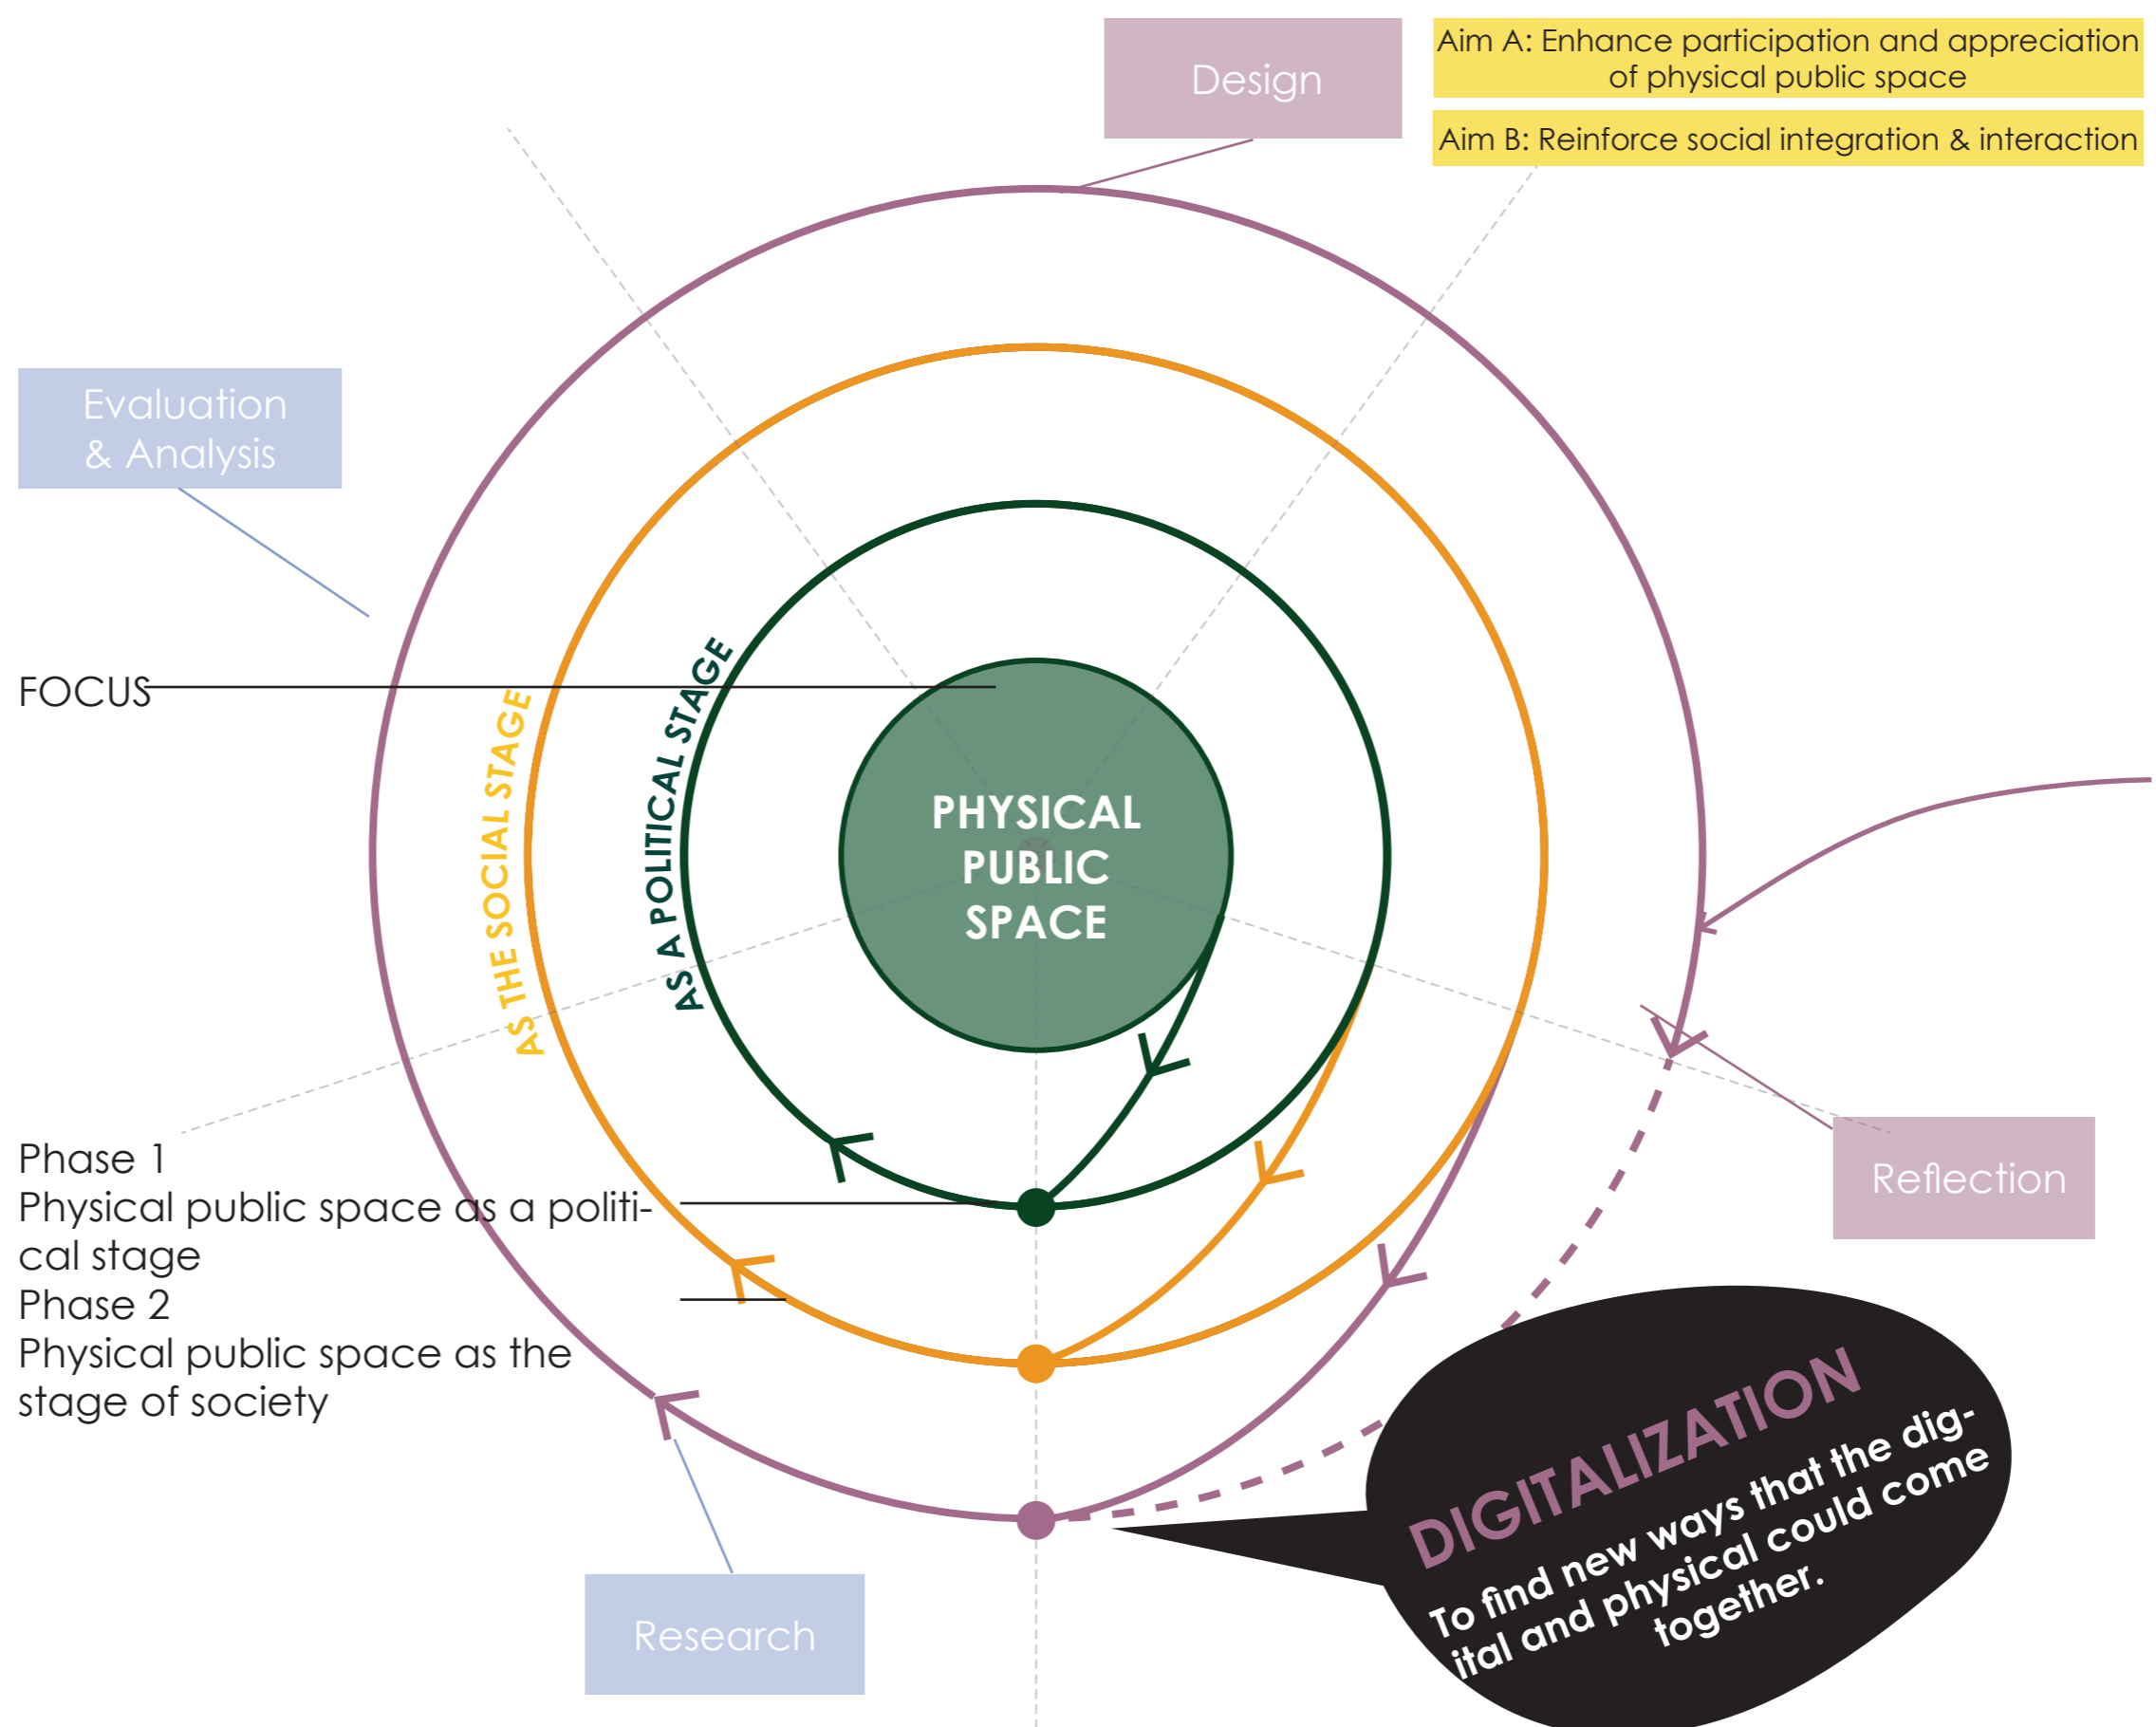 Design
Aim A: Enhance participation and appreciation
of physical public space
Aim B: Reinforce social integration & interaction
Evaluation
& Analysis
FOCUS
AS THE SOCIAL STAGE
AS A POLITICAL STAGE
PHYSICAL
PUBLIC
SPACE
Phase 1
Physical public space as a politi-
cal stage
Phase 2
Physical public space as the
stage of society
Reflection
DIGITALIZATION
To find new ways that the dig-
ital and physical could come
together.
Research